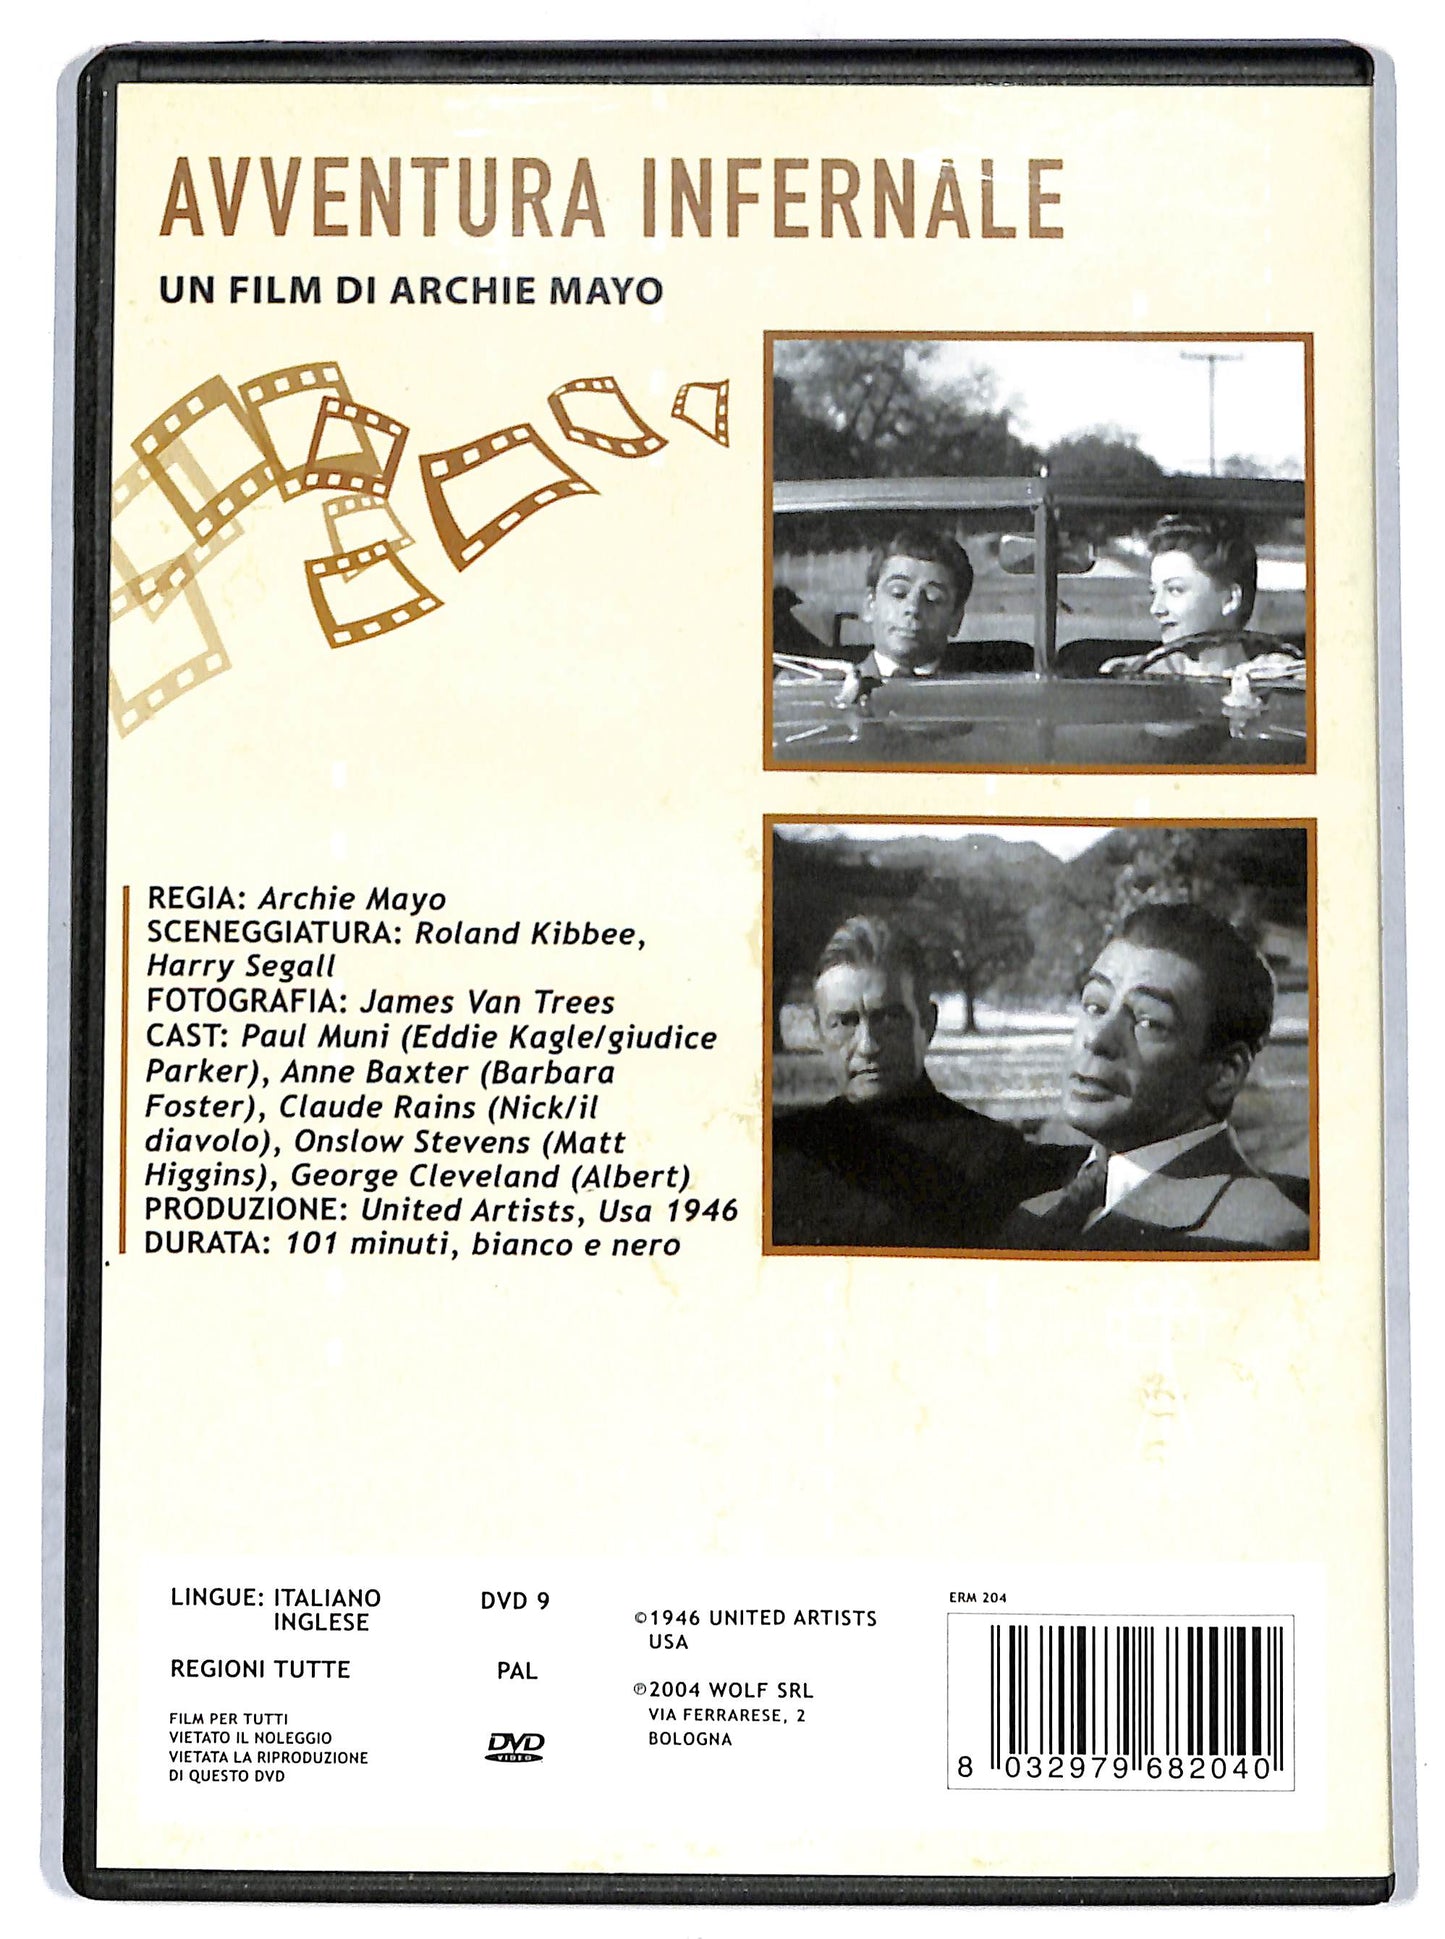 AVVENTURA INFERNALE
UN FILM DI ARCHIE MAYO
REGIA: Archie Mayo
SCENEGGIATURA: Roland Kibbee,
Harry Segall
FOTOGRAFIA: James Van Trees
CAST: Paul Muni (Eddie Kagle/giudice
Parker), Anne Baxter (Barbara
Foster), Claude Rains (Nick/il
diavolo), Onslow Stevens (Matt
Higgins), George Cleveland (Albert)
PRODUZIONE: United Artists, Usa 1946
DURATA: 101 minuti, bianco e nero
LINGUE: ITALIANO
INGLESE
REGIONI TUTTE
FILM PER TUTTI
VIETATO IL NOLEGGIO
VIETATA LA RIPRODUZIONE
DI QUESTO DVD
DVD 9
PAL
DVD
VIDEO
©1946 UNITED ARTISTS
USA
℗2004 WOLF SRL
VIA FERRARESE, 2
BOLOGNA
ERM 204
8 032979 682040